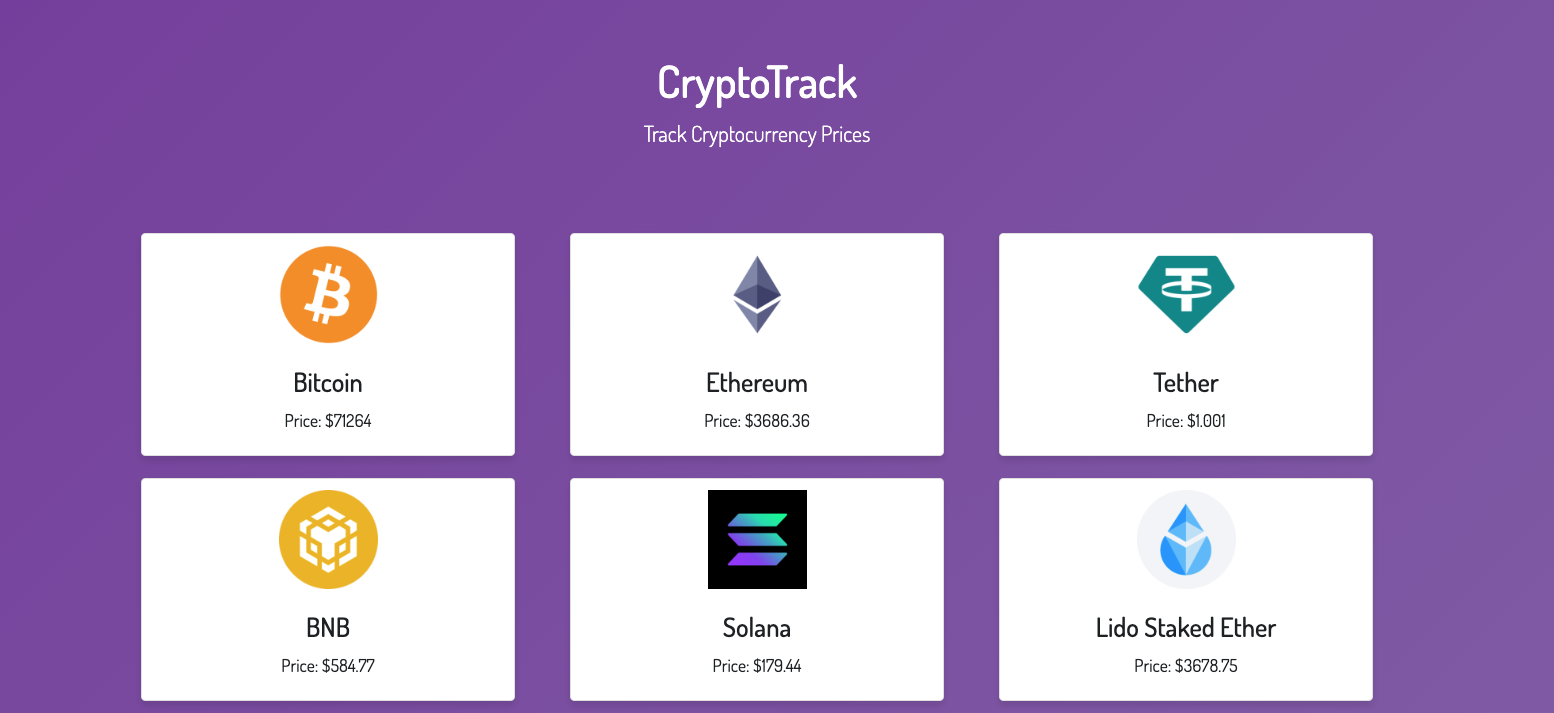 CryptoTrack
Track Cryptocurrency Prices
Bitcoin
Price: $71264
Ethereum
Price: $3686.36
Tether
Price: $1.001
BNB
Price: $584.77
Solana
Price: $179.44
Lido Staked Ether
Price: $3678.75